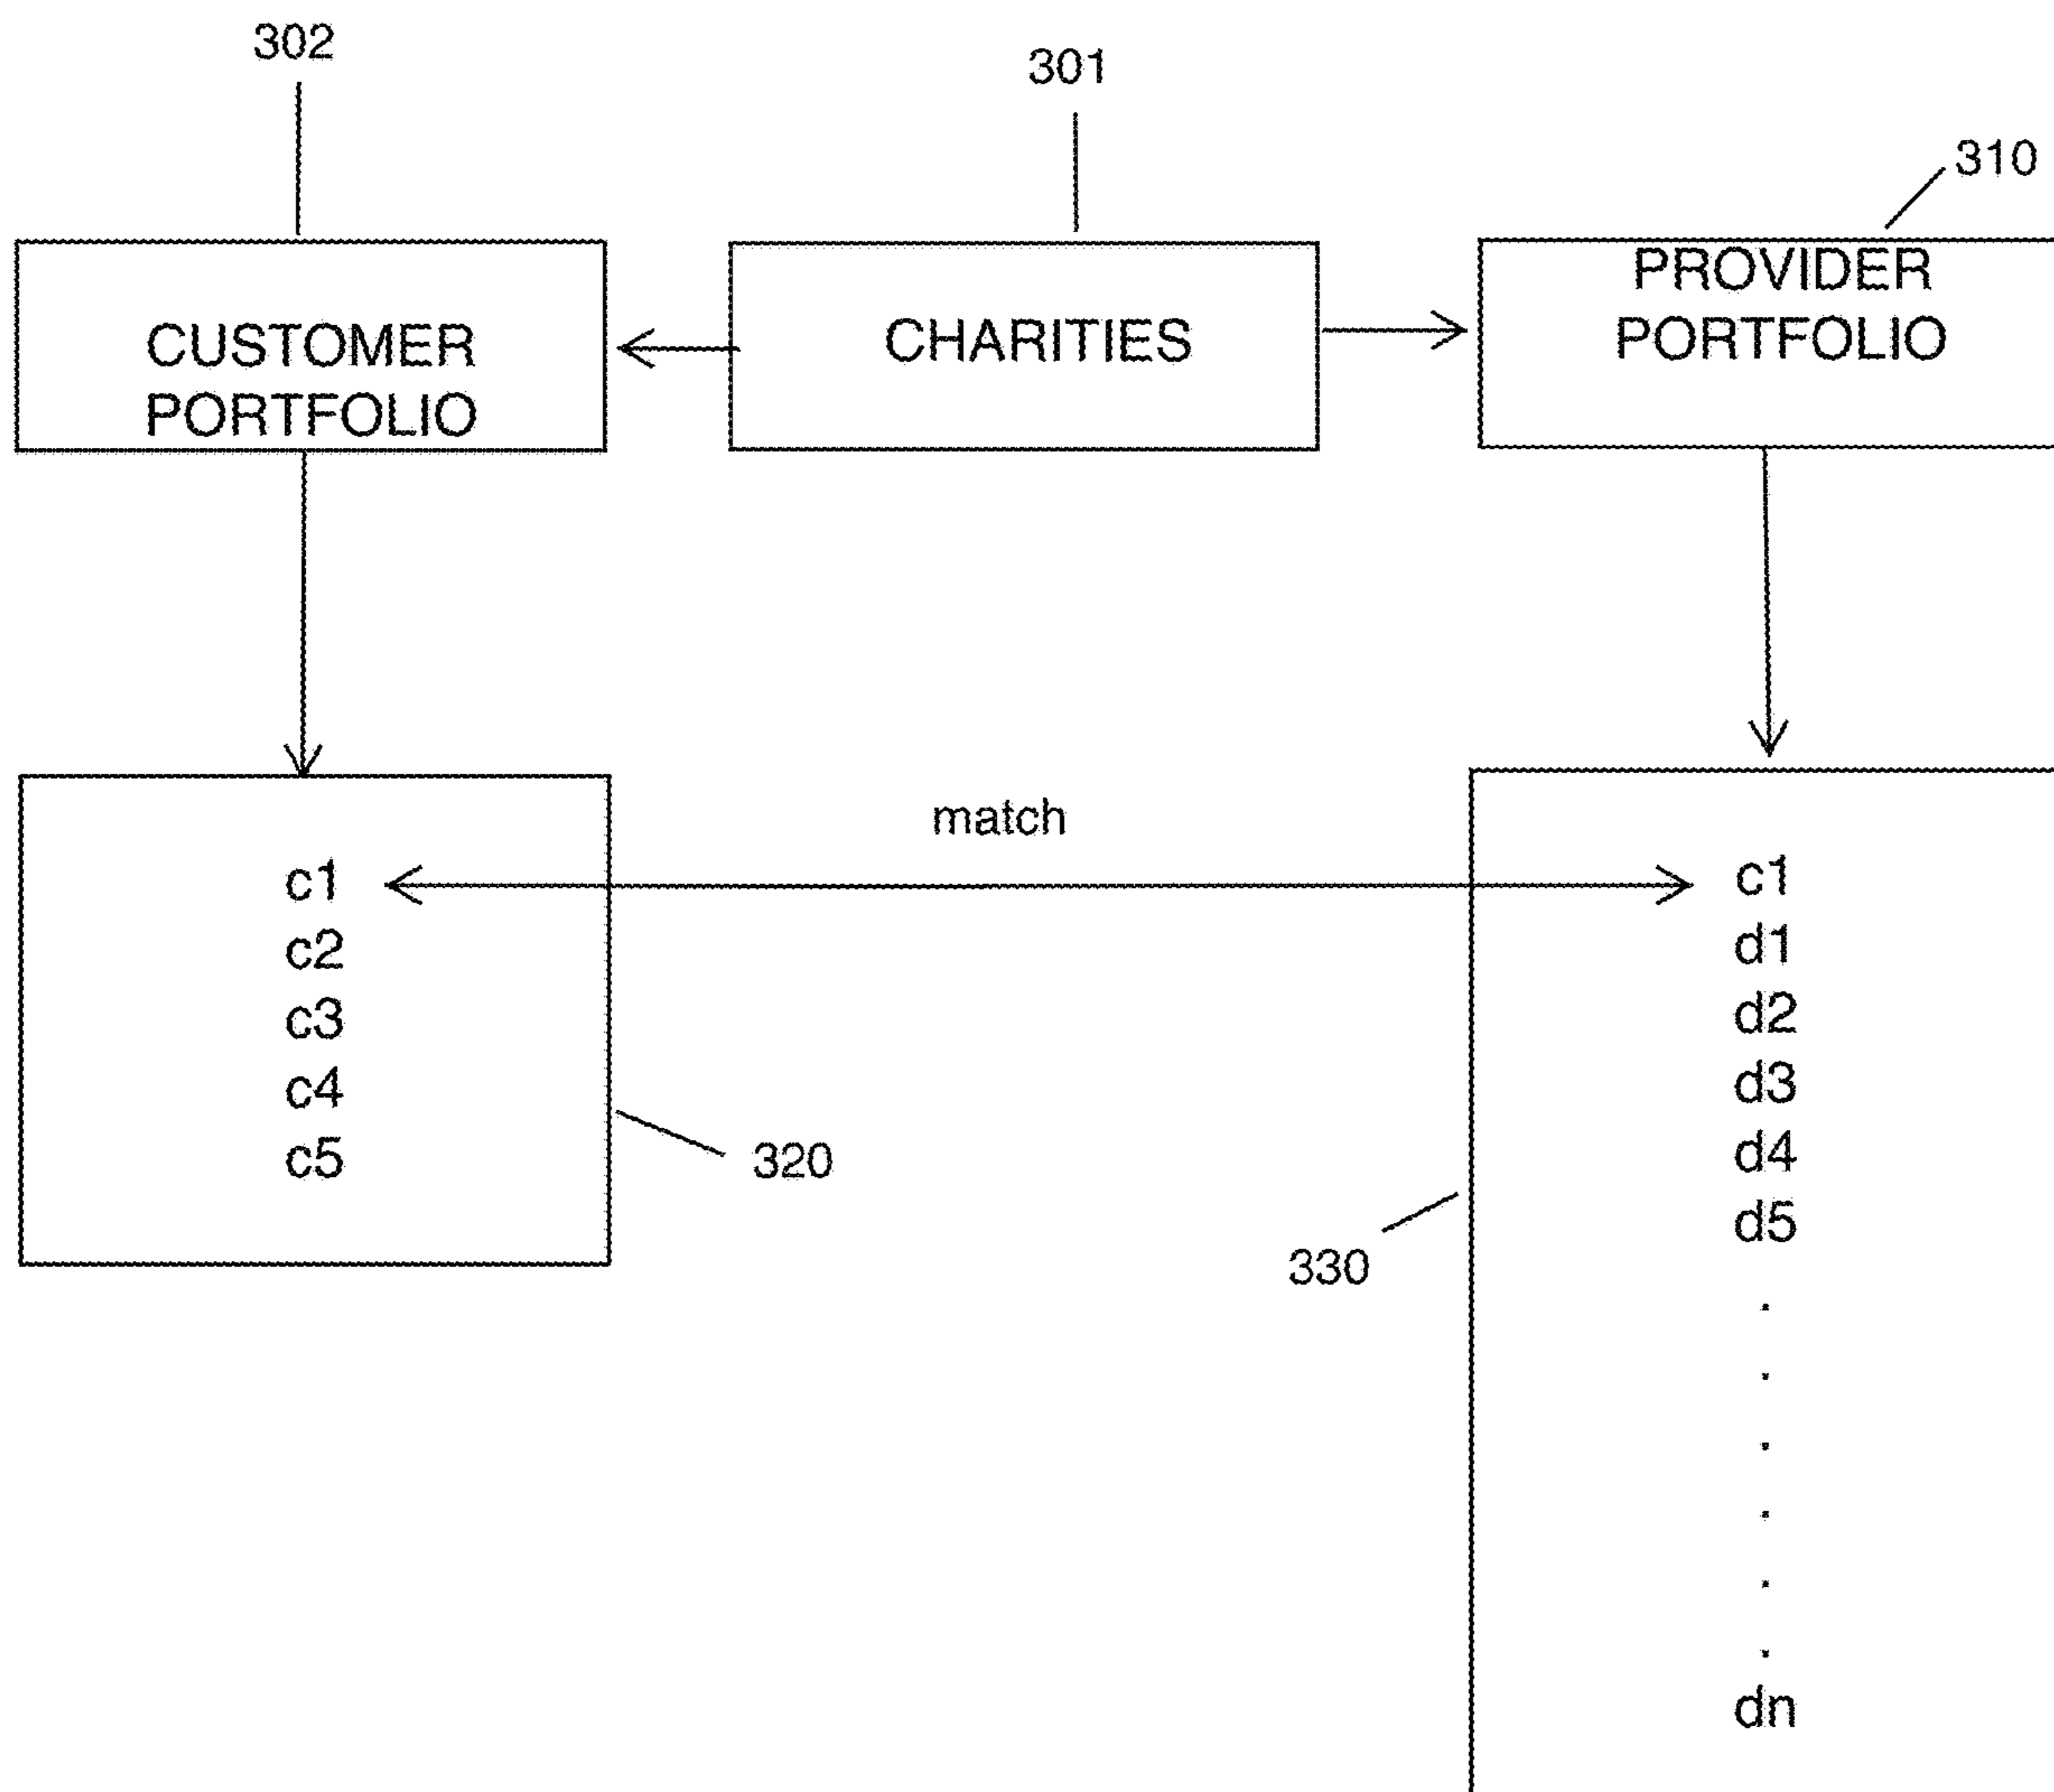 302
301
310
CUSTOMER
PORTFOLIO
CHARITIES
PROVIDER
PORTFOLIO
match
c1
c2
c3
c4
c5
320
330
c1
d1
d2
d3
d4
d5
.
.
.
.
.
.
dn